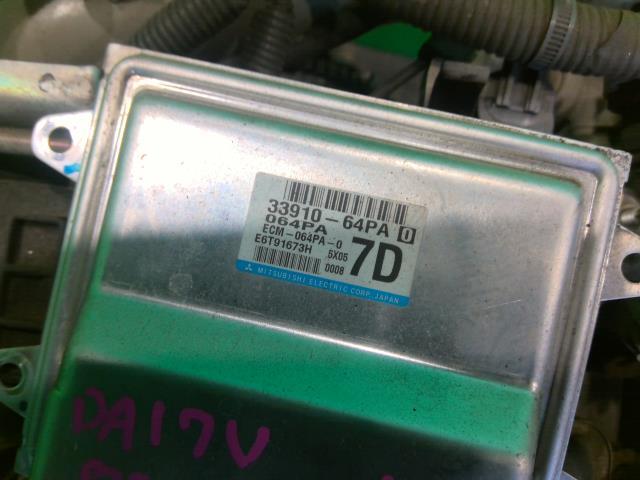 33910-64PA 0
064PA
ECM-064PA-0
E6T91673H 5X05 7D
0008
MITSUBISHI ELECTRIC CORP. JAPAN
DA17V